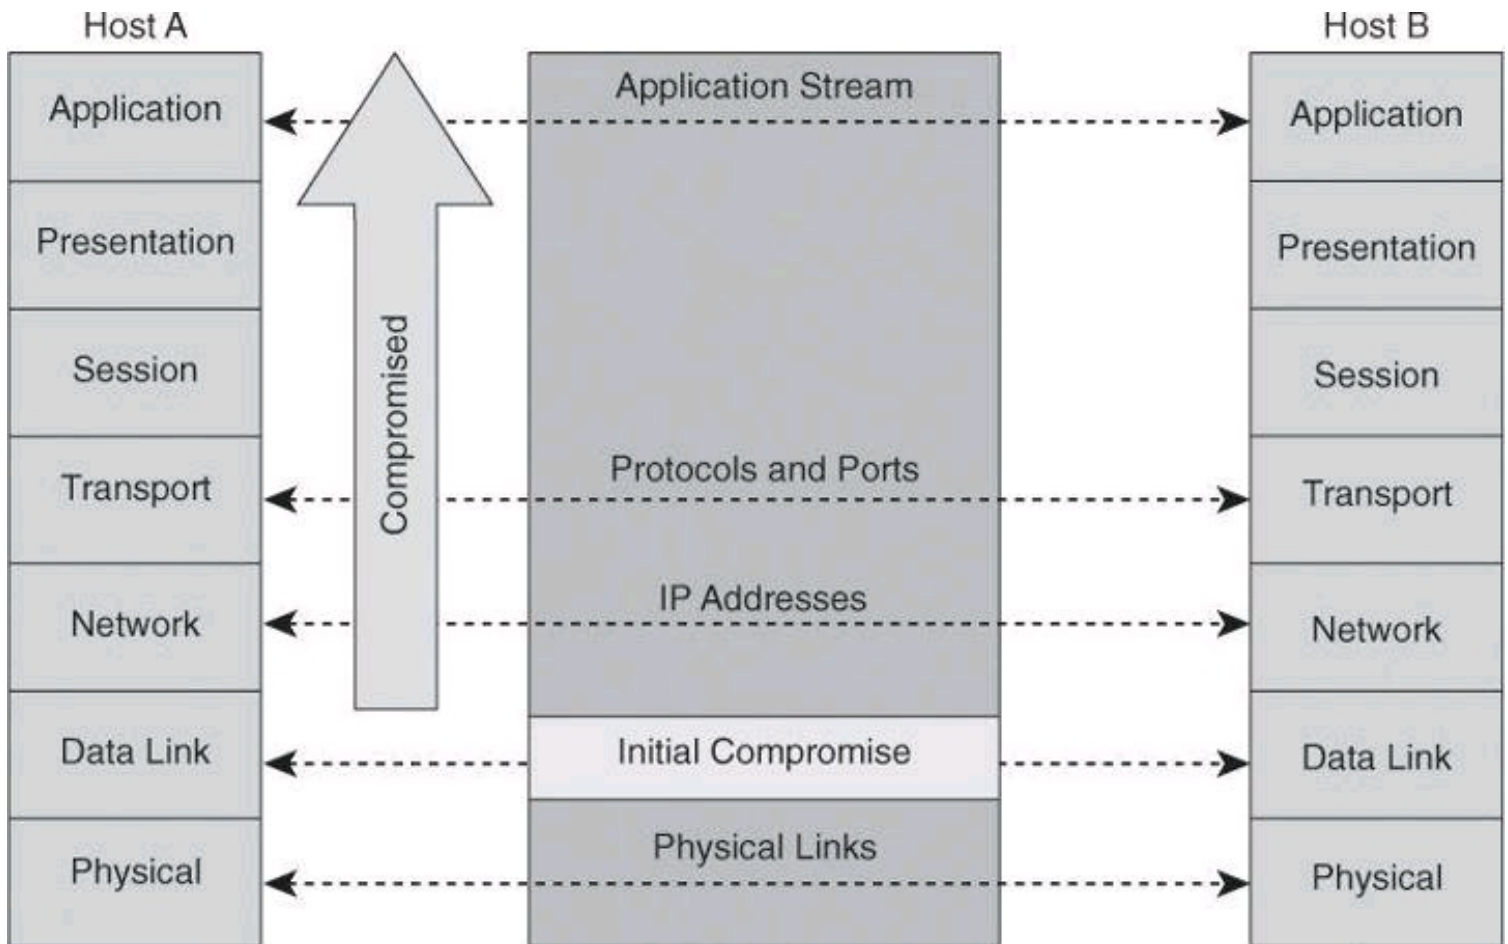 Host A
Host B
Application
Application Stream
Application
Presentation
Presentation
Session
Session
Compromised
Transport
Protocols and Ports
Transport
Network
IP Addresses
Network
Data Link
Initial Compromise
Data Link
Physical
Physical Links
Physical